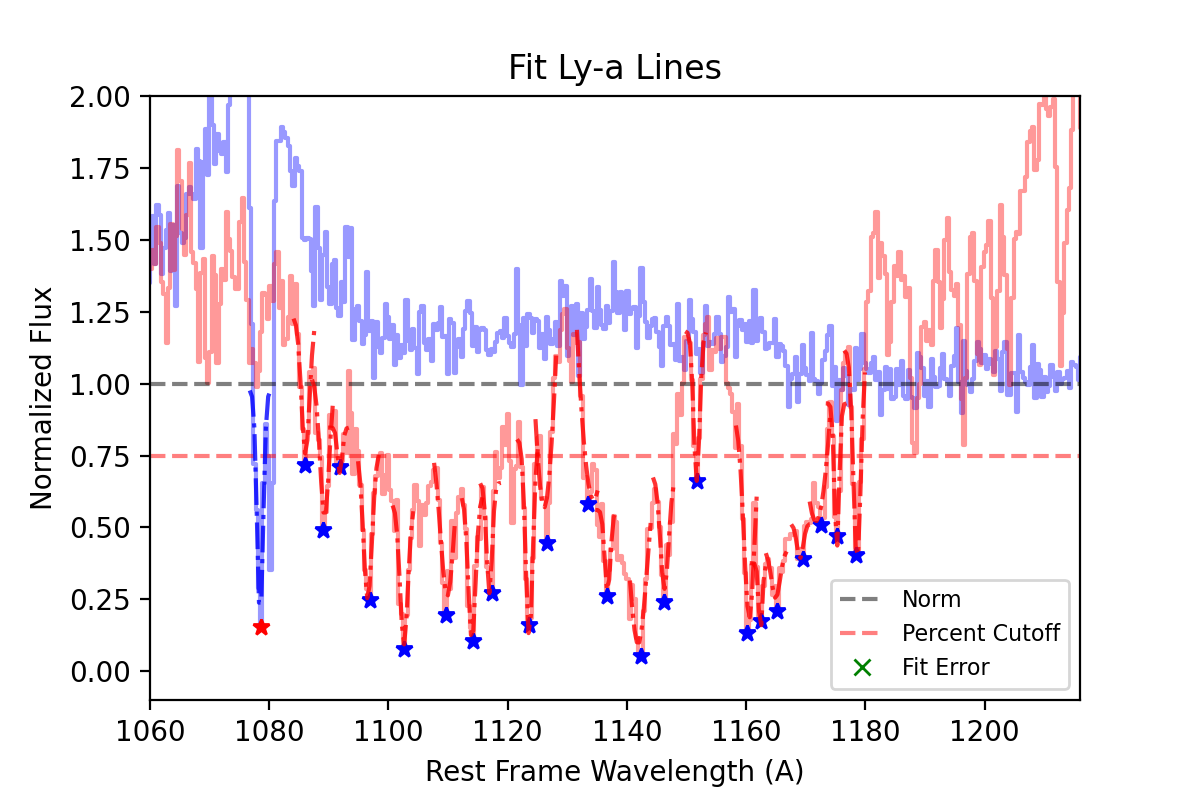 Fit Ly-a Lines
2.00
1.75
1.50
1.25
1.00
0.75
0.50
0.25
0.00
Normalized Flux
Norm
Percent Cutoff
Fit Error
1060 1080 1100 1120 1140 1160 1180 1200
Rest Frame Wavelength (A)